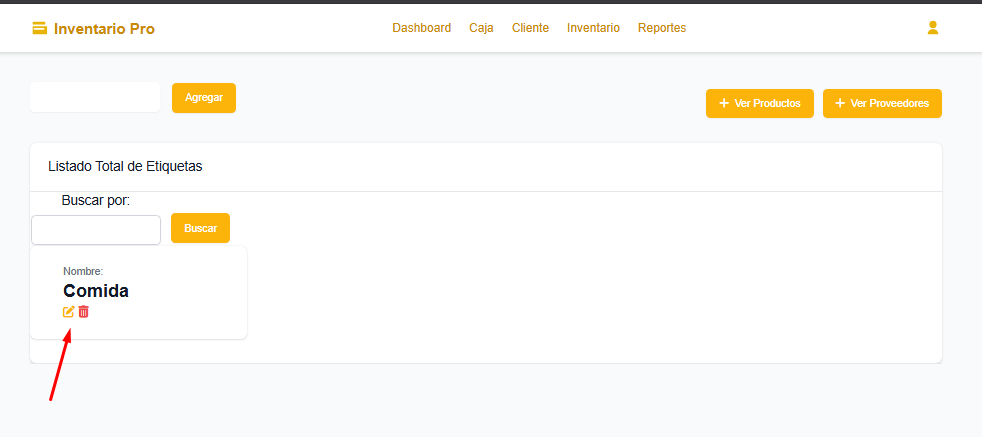 Inventario Pro
Dashboard Caja Cliente Inventario Reportes
Agregar
+ Ver Productos + Ver Proveedores
Listado Total de Etiquetas
Buscar por:
Buscar
Nombre:
Comida